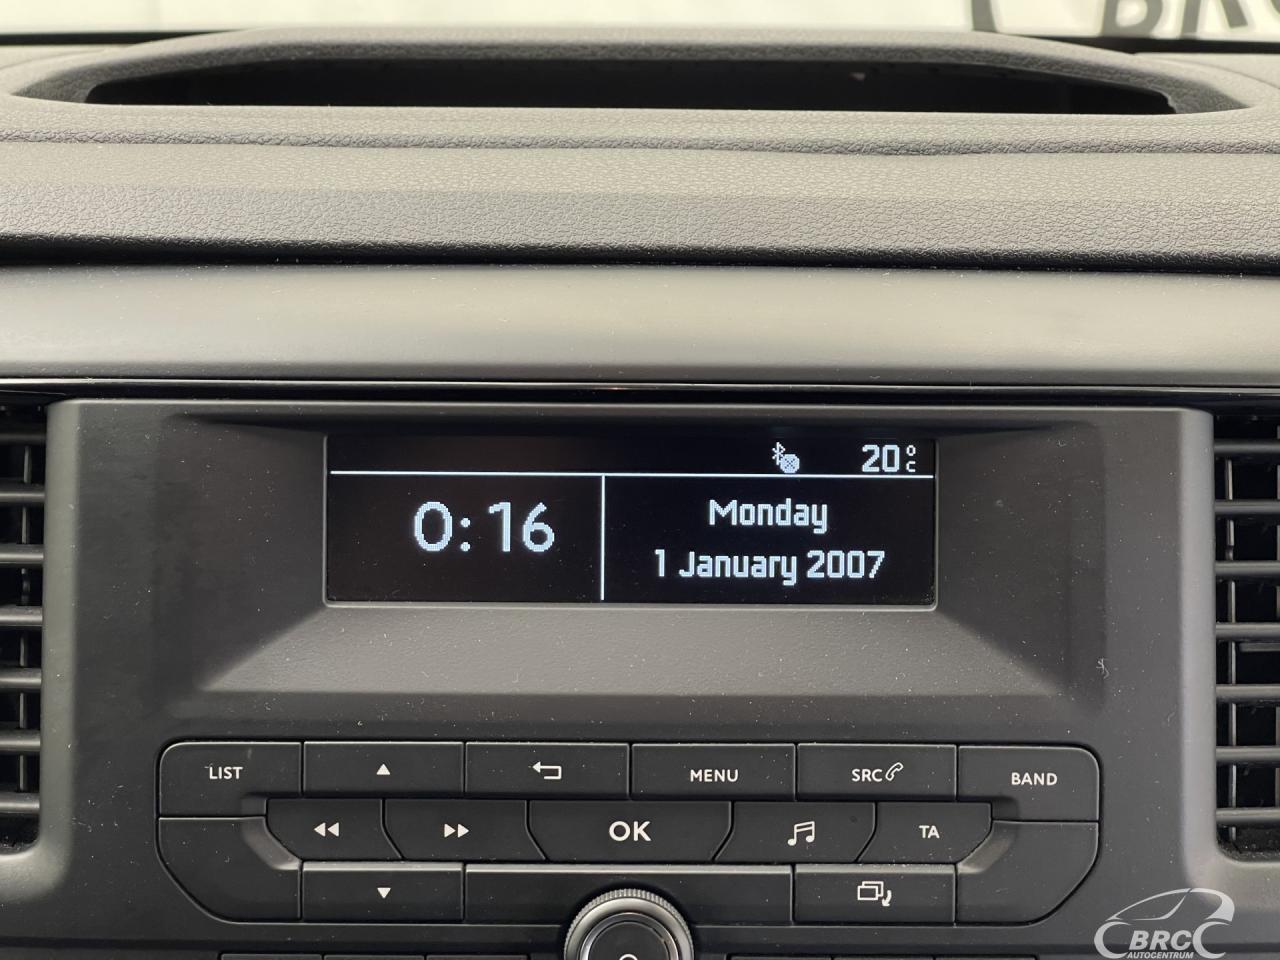 20°C
0:16
Monday
1 January 2007
LIST
MENU
SRC
BAND
OK
TA
BRC
AUTOCENTRUM